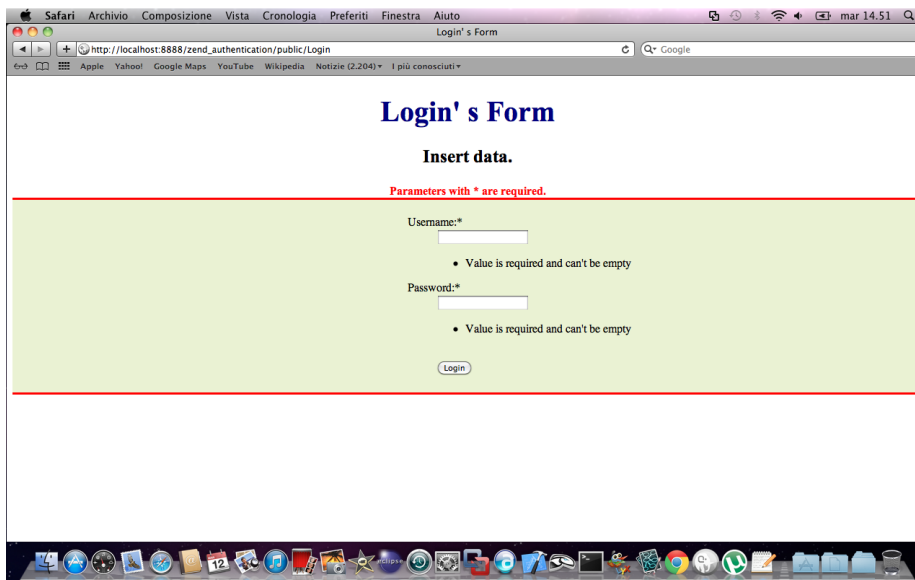 Safari Archivio Composizione Vista Cronologia Preferiti Finestra Aiuto mar 14.51
Login' s Form
http://localhost:8888/zend_authentication/public/Login Google
Apple Yahoo! Google Maps YouTube Wikipedia Notizie (2.204) I più conosciuti
Login' s Form
Insert data.
Parameters with * are required.
Username:*
• Value is required and can't be empty
Password:*
• Value is required and can't be empty
Login
12 eclipse